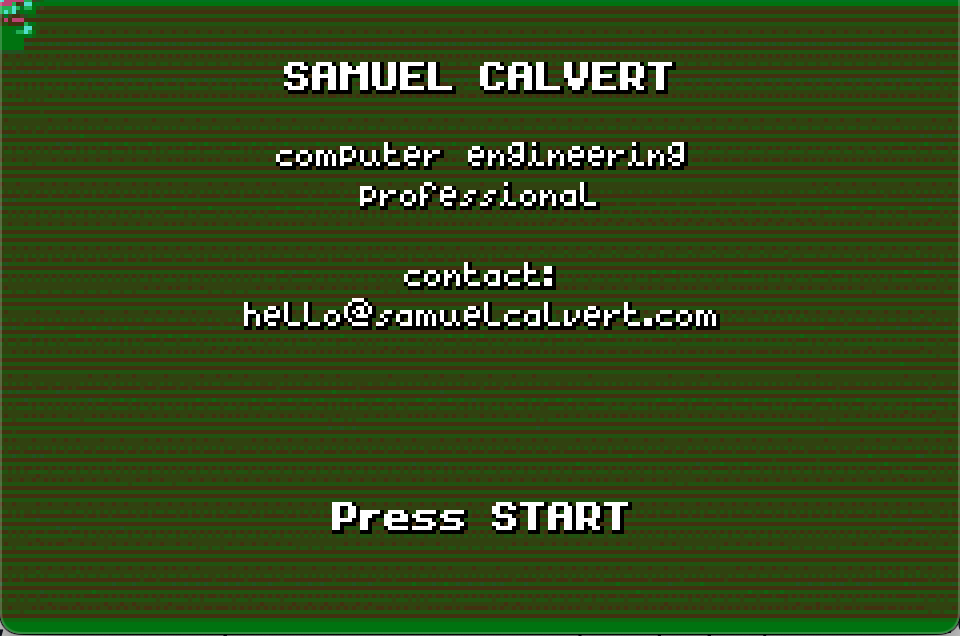 SAMUEL CALVERT
computer engineering
professional
contact:
hello@samuelcalvert.com
Press START